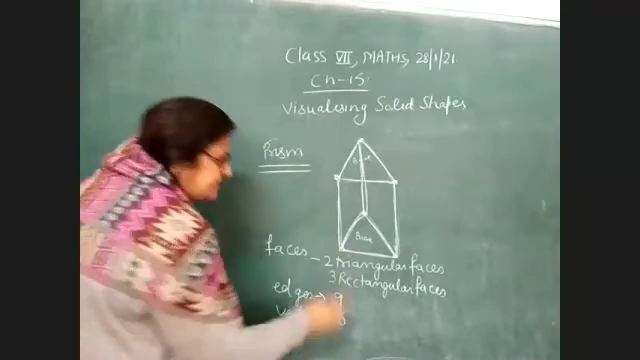 Class VII, MATHS, 28/1/21
Ch-15
Visualising Solid Shapes
Prism
Base
Base
faces - 2 Triangular faces
3 Rectangular faces
edges → 9